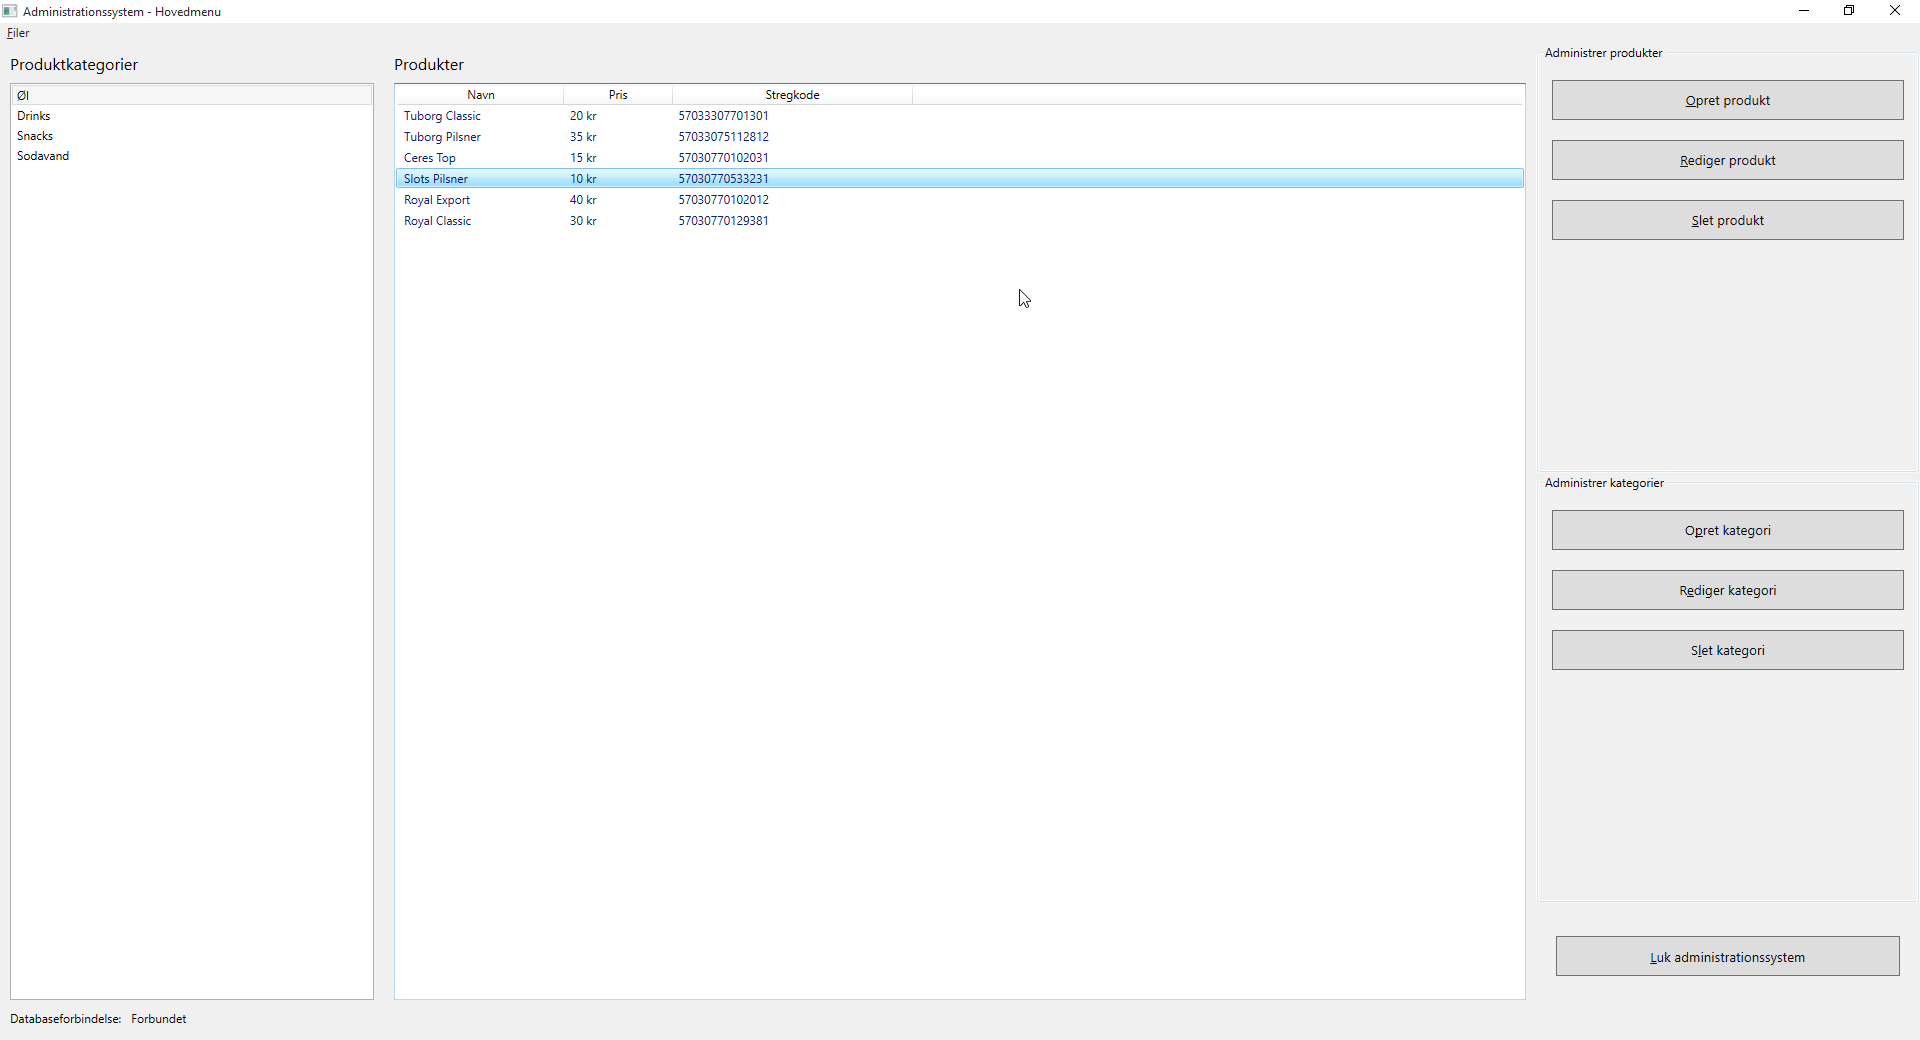 Administrationssystem - Hovedmenu
Filer
Produktkategorier
Øl
Drinks
Snacks
Sodavand
Produkter
Navn Pris Stregkode
Tuborg Classic 20 kr 57033307701301
Tuborg Pilsner 35 kr 57033075112812
Ceres Top 15 kr 57030770102031
Slots Pilsner 10 kr 57030770533231
Royal Export 40 kr 57030770102012
Royal Classic 30 kr 57030770129381
Administrer produkter
Opret produkt
Rediger produkt
Slet produkt
Administrer kategorier
Opret kategori
Rediger kategori
Slet kategori
Luk administrationssystem
Databaseforbindelse: Forbundet